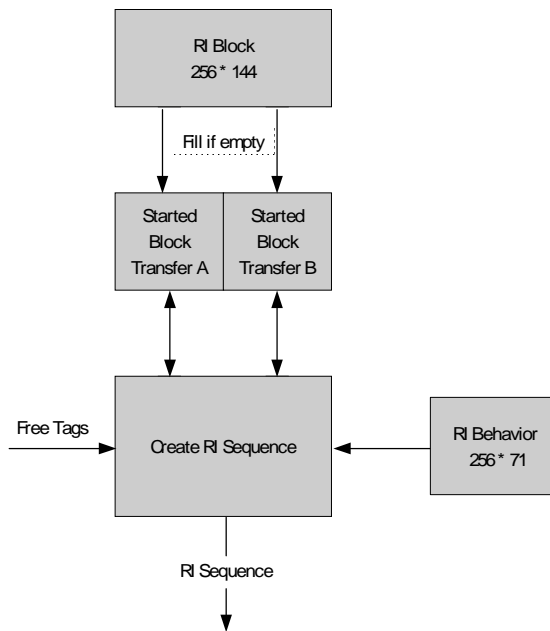 RI Block
256 * 144
Fill if empty
Started
Block
Transfer A
Started
Block
Transfer B
Free Tags
Create RI Sequence
RI Behavior
256 * 71
RI Sequence